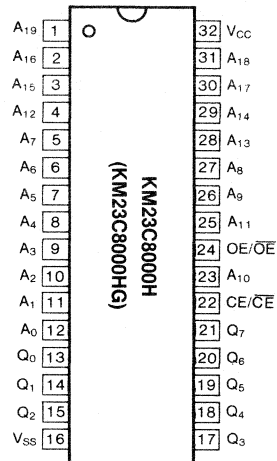 A19 1 32 VCC
A16 2 31 A18
A15 3 30 A17
A12 4 29 A14
A7 5 28 A13
A6 6 27 A8
A5 7 26 A9
A4 8 25 A11
A3 9 24 OE/O̅E̅
A2 10 23 A10
A1 11 22 CE/C̅E̅
A0 12 21 Q7
Q0 13 20 Q6
Q1 14 19 Q5
Q2 15 18 Q4
VSS 16 17 Q3
KM23C8000H
(KM23C8000HG)